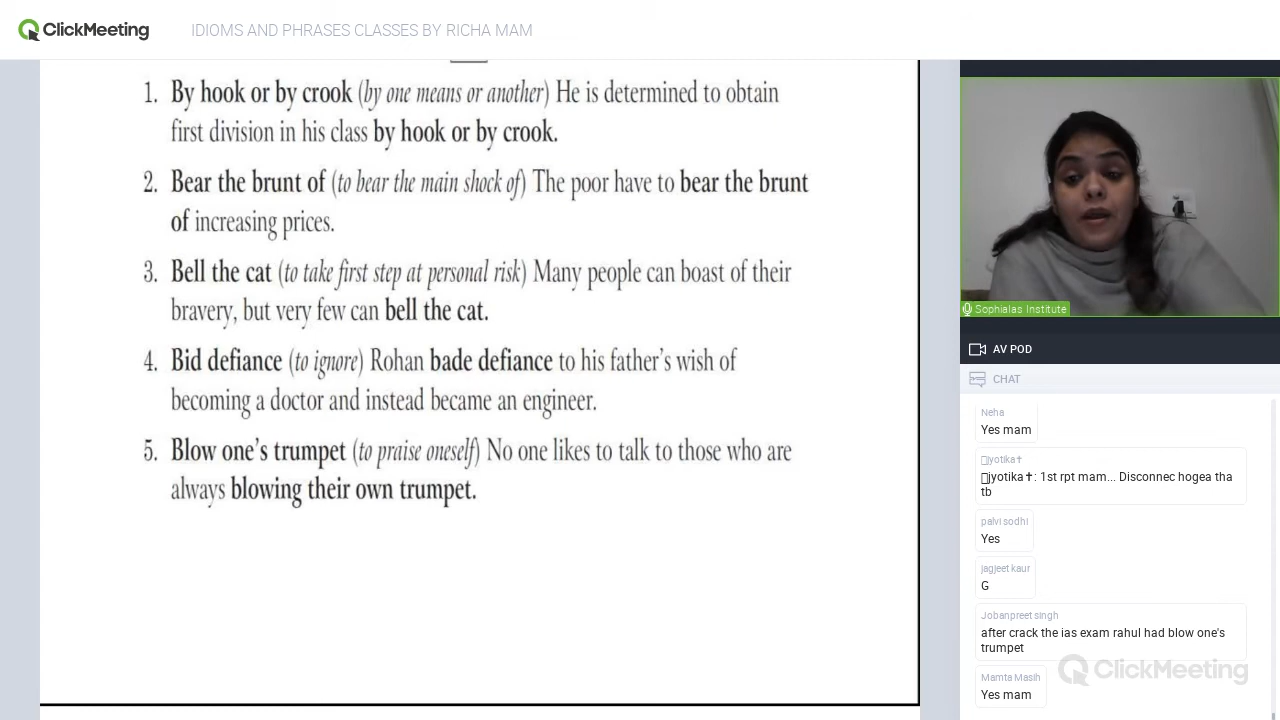 ClickMeeting
IDIOMS AND PHRASES CLASSES BY RICHA MAM
1. By hook or by crook (by one means or another) He is determined to obtain
first division in his class by hook or by crook.
2. Bear the brunt of (to bear the main shock of) The poor have to bear the brunt
of increasing prices.
3. Bell the cat (to take first step at personal risk) Many people can boast of their
bravery, but very few can bell the cat.
4. Bid defiance (to ignore) Rohan bade defiance to his father's wish of
becoming a doctor and instead became an engineer.
5. Blow one's trumpet (to praise oneself) No one likes to talk to those who are
always blowing their own trumpet.
Sophialas Institute
AV POD
CHAT
Neha
Yes mam
jyotika✝
jyotika✝: 1st rpt mam... Disconnec hogea tha
tb
palvi sodhi
Yes
jagjeet kaur
G
Jobanpreet singh
after crack the ias exam rahul had blow one's
trumpet
Mamta Masih
Yes mam
ClickMeeting